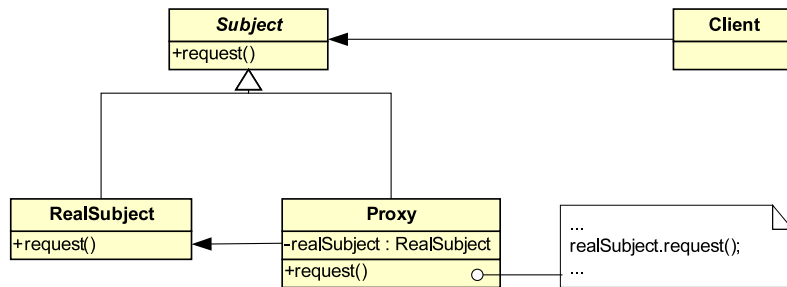 Subject
+request()
Client
RealSubject
+request()
Proxy
-realSubject : RealSubject
+request()
...
realSubject.request();
...